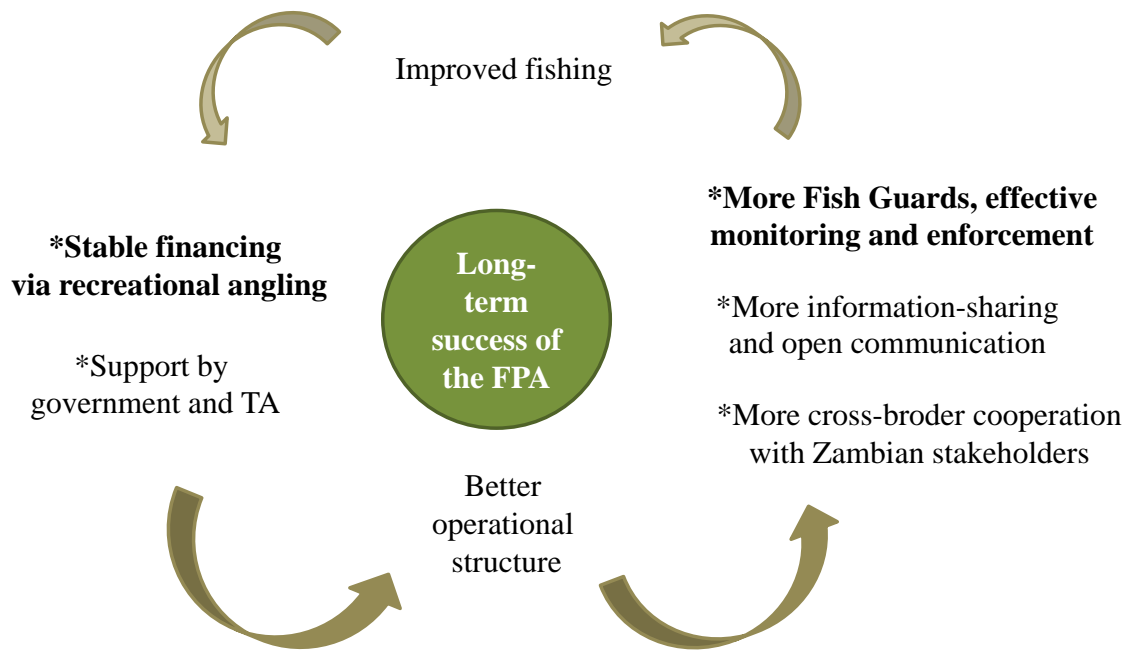 Improved fishing
*Stable financing
via recreational angling
*Support by
government and TA
Long-
term
success of
the FPA
*More Fish Guards, effective
monitoring and enforcement
*More information-sharing
and open communication
*More cross-broder cooperation
with Zambian stakeholders
Better
operational
structure